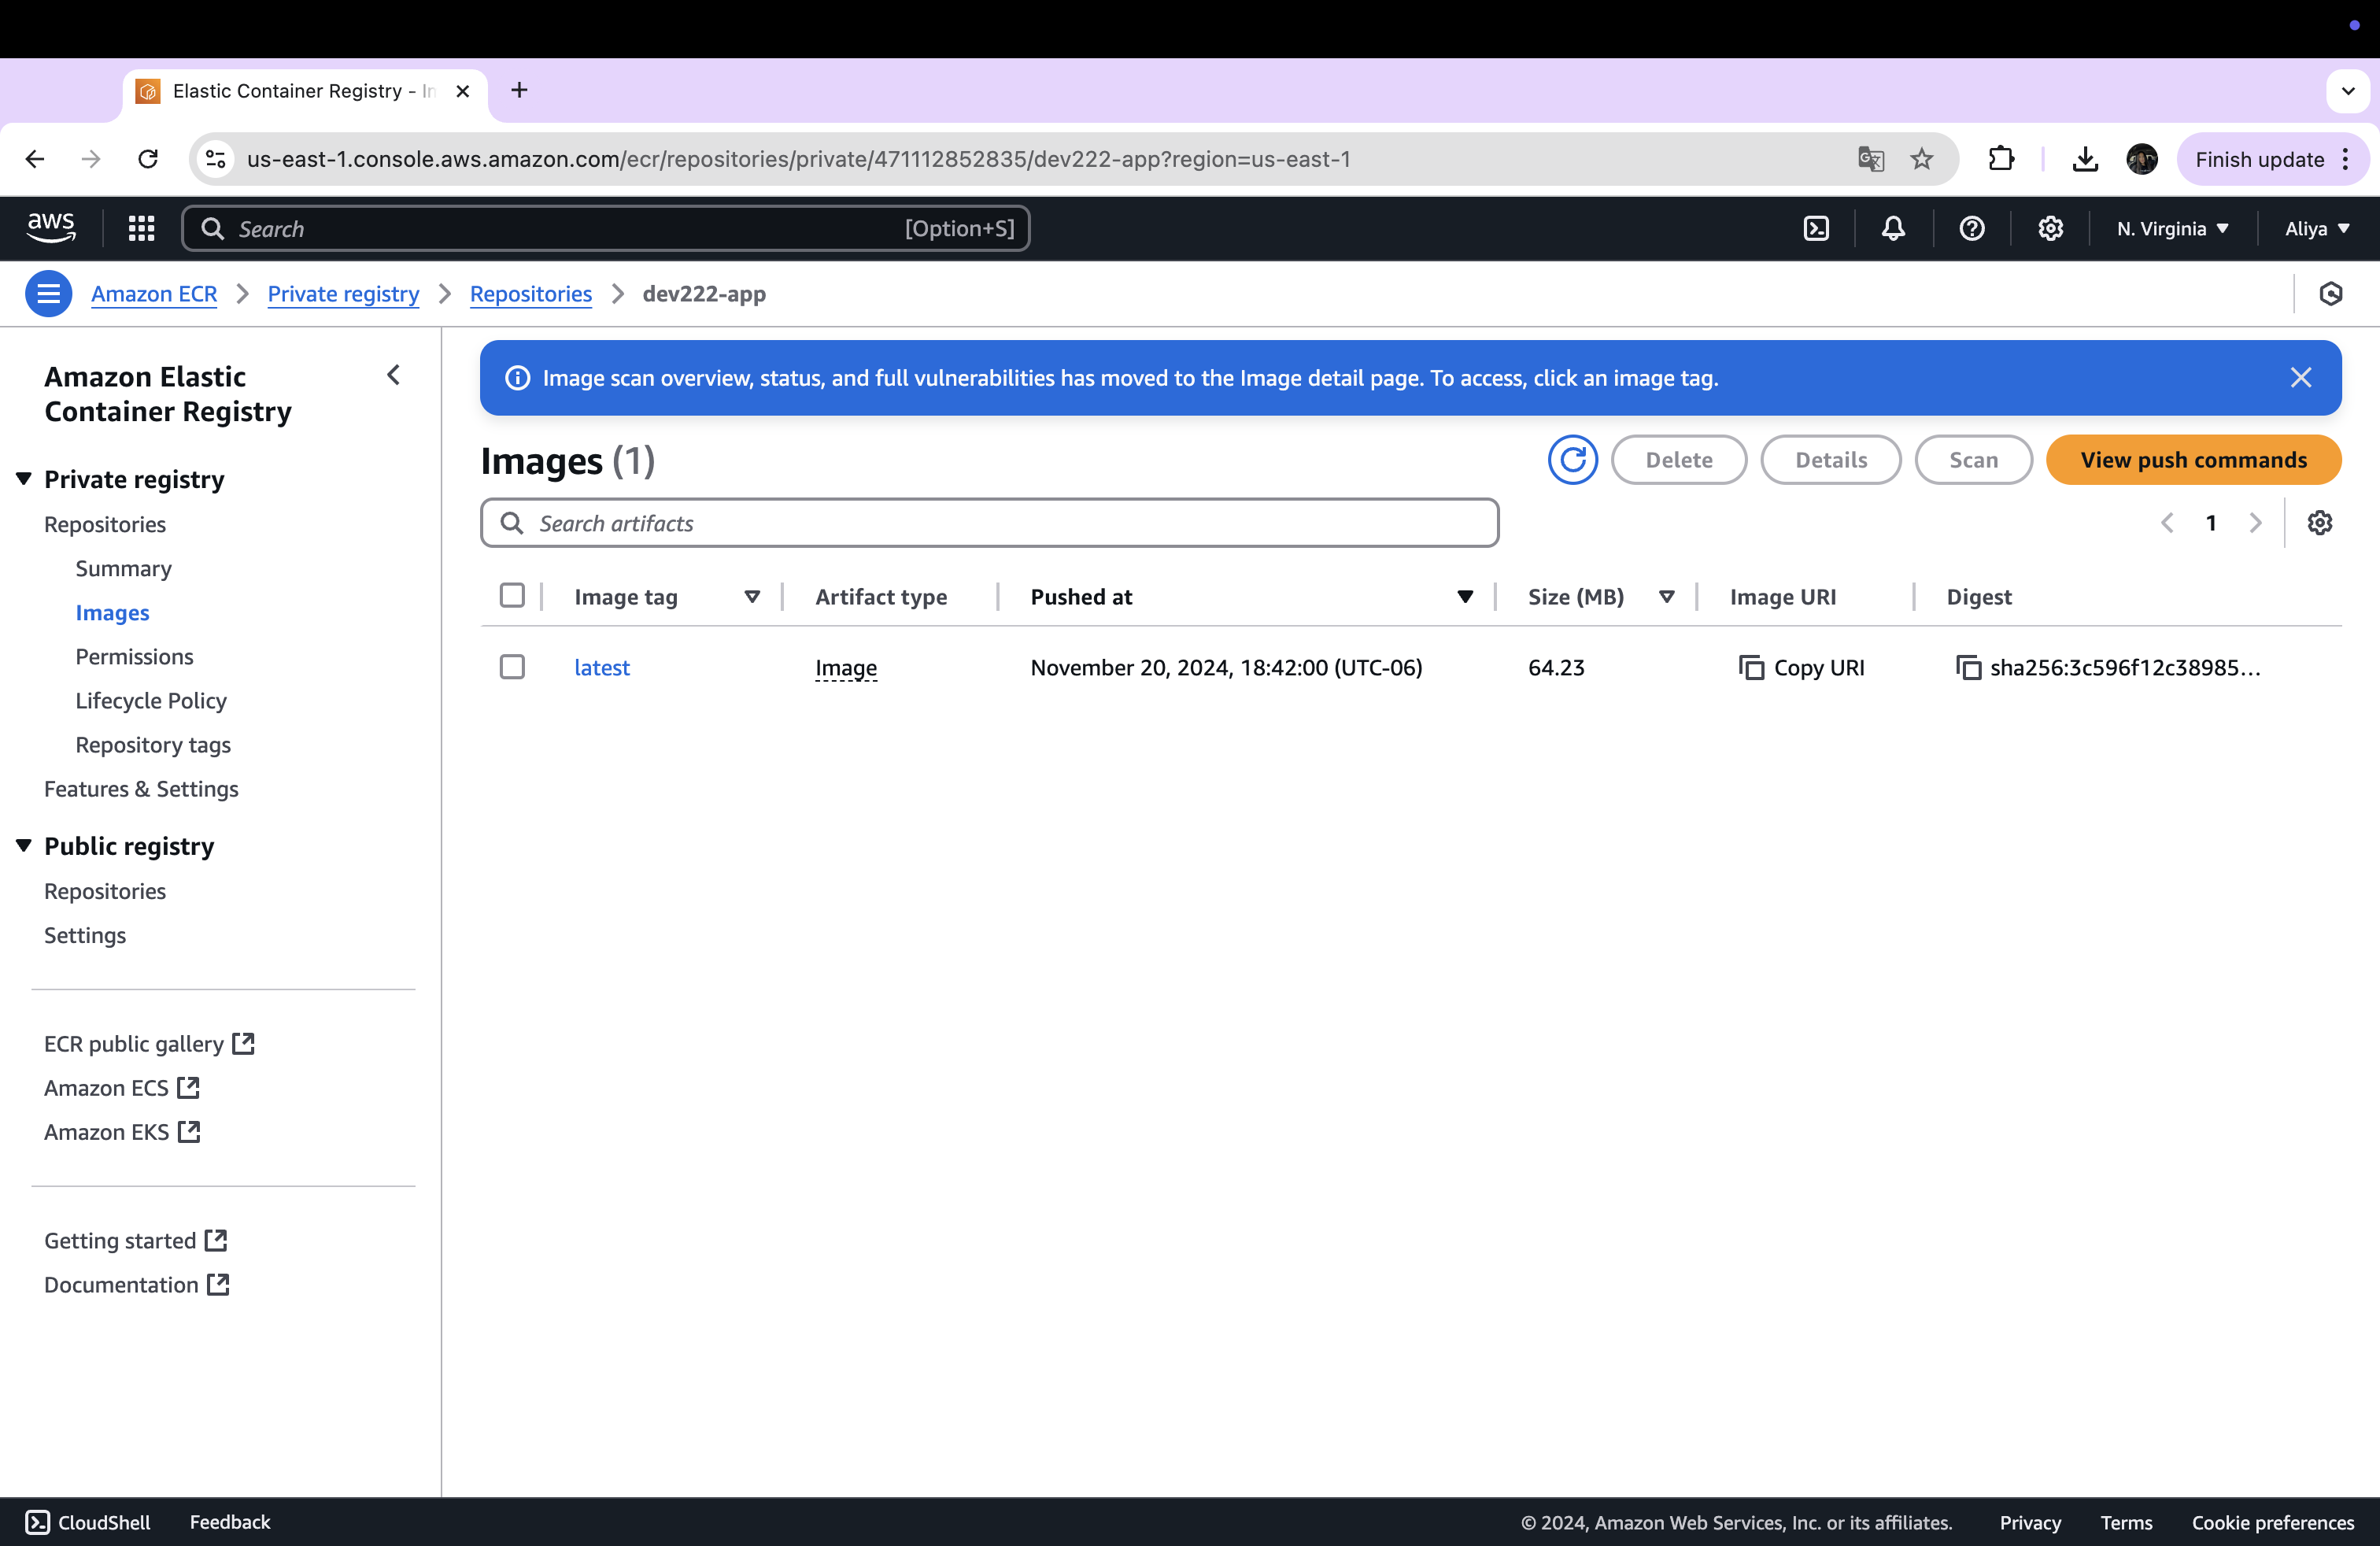 Elastic Container Registry - In
us-east-1.console.aws.amazon.com/ecr/repositories/private/471112852835/dev222-app?region=us-east-1
Finish update
aws
Search
[Option+S]
N. Virginia
Aliya
Amazon ECR
Private registry
Repositories
dev222-app
Amazon Elastic
Container Registry
Private registry
Repositories
Summary
Images
Permissions
Lifecycle Policy
Repository tags
Features & Settings
Public registry
Repositories
Settings
ECR public gallery
Amazon ECS
Amazon EKS
Getting started
Documentation
Image scan overview, status, and full vulnerabilities has moved to the Image detail page. To access, click an image tag.
Images (1)
Delete
Details
Scan
View push commands
Search artifacts
1
Image tag
Artifact type
Pushed at
Size (MB)
Image URI
Digest
latest
Image
November 20, 2024, 18:42:00 (UTC-06)
64.23
Copy URI
sha256:3c596f12c38985...
CloudShell
Feedback
© 2024, Amazon Web Services, Inc. or its affiliates.
Privacy
Terms
Cookie preferences